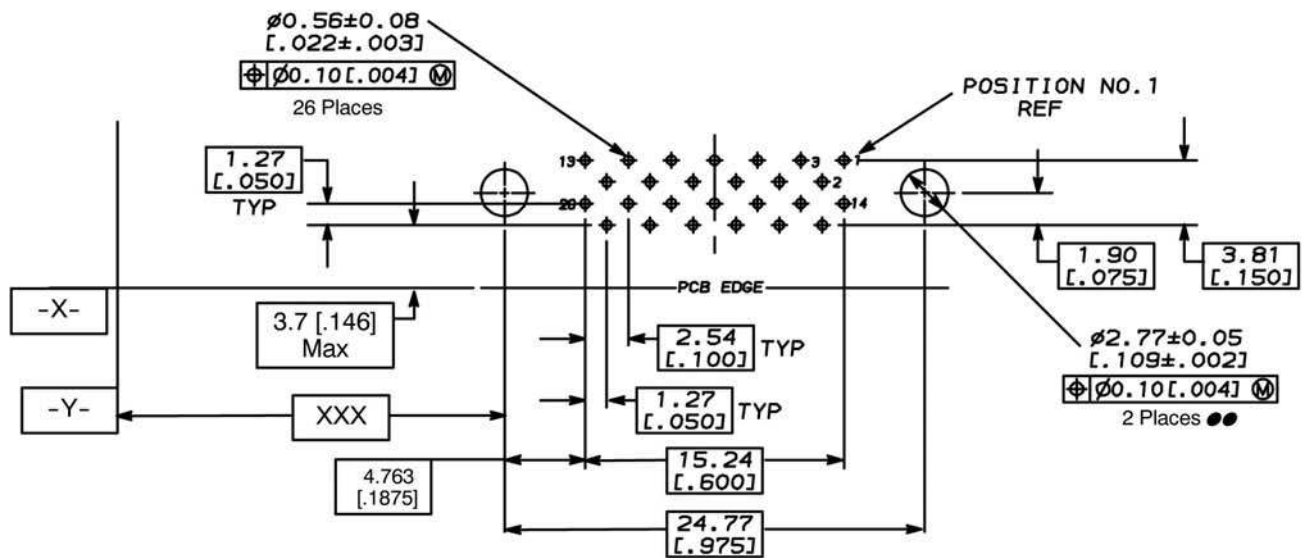 ø0.56±0.08
[.022±.003]
⌖ Ø0.10[.004] Ⓜ
26 Places
POSITION NO.1
REF
1.27
[.050]
TYP
13
3
1
2
26
14
1.90
[.075]
3.81
[.150]
PCB EDGE
-X-
3.7 [.146]
Max
2.54
[.100]
TYP
ø2.77±0.05
[.109±.002]
⌖ Ø0.10[.004] Ⓜ
2 Places
-Y-
XXX
1.27
[.050]
TYP
4.763
[.1875]
15.24
[.600]
24.77
[.975]